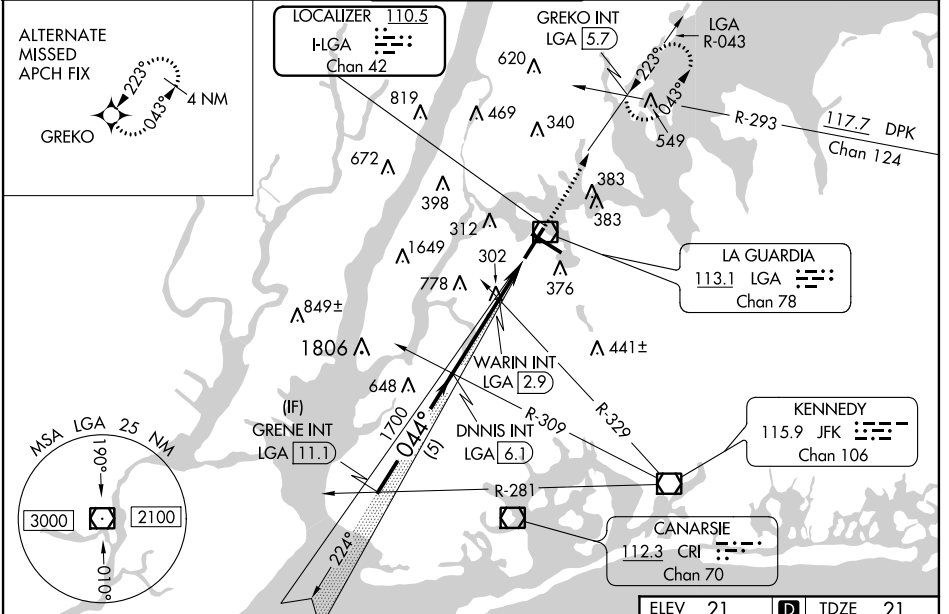 ALTERNATE
MISSED
APCH FIX
223°
043°
4 NM
GREKO
LOCALIZER 110.5
I-LGA
Chan 42
GREKO INT
LGA 5.7
LGA
R-043
223°
043°
620
819
469
340
549
R-293
117.7 DPK
Chan 124
672
398
383
383
312
1649
302
778
376
LA GUARDIA
113.1 LGA
Chan 78
849±
1806
441±
WARIN INT
LGA 2.9
648
R-309
R-329
(IF)
GRENE INT
LGA 11.1
1700
044°
(5)
DNNIS INT
LGA 6.1
KENNEDY
115.9 JFK
Chan 106
R-281
224°
CANARSIE
112.3 CRI
Chan 70
MSA LGA 25 NM
190°
3000
2100
010°
ELEV 21
D
TDZE 21